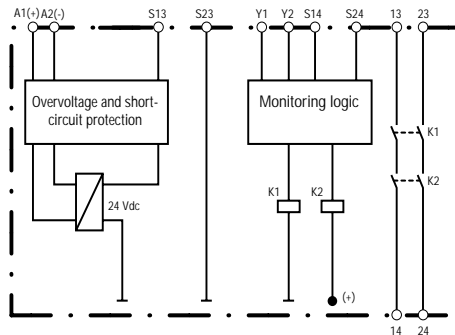 A1(+) A2(-) S13 S23 Y1 Y2 S14 S24 13 23
Overvoltage and short-
circuit protection
Monitoring logic
K1
K2
24 Vdc
K1 K2
(+)
14 24